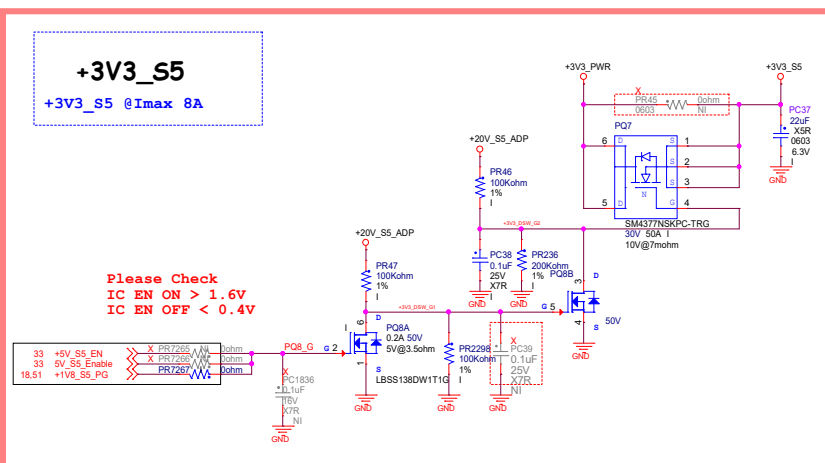 +3V3_S5
+3V3_S5 @Imax 8A
+3V3_PWR
+3V3_S5
X
PR45
0603
0ohm
NI
PC37
22uF
X5R
0603
6.3V
I
GND
PQ7
6
D
S
1
S
2
S
3
5
D
N
G
4
SM4377NSKPC-TRG
30V 50A I
10V@7mohm
+20V_S5_ADP
PR46
100Kohm
1%
I
+3V3_DSW_G2
PC38
0.1uF
25V
X7R
I
GND
PR236
200Kohm
1%
I
GND
PQ8B
3
D
G 5
4
S
50V
GND
+20V_S5_ADP
PR47
100Kohm
1%
I
+3V3_DSW_G1
Please Check
IC EN ON > 1.6V
IC EN OFF < 0.4V
I
6
D
PQ8A
0.2A 50V
5V@3.5ohm
G 2
1
S
LBSS138DW1T1G
GND
PR2298
100Kohm
1%
I
GND
X
PC39
0.1uF
25V
X7R
NI
GND
33 +5V_S5_EN X PR7265 NI 0ohm
33 5V_S5_Enable X PR7266 NI 0ohm
18,51 +1V8_S5_PG PR7267 0ohm
PQ8_G
X
PC1836
0.1uF
16V
X7R
NI
GND